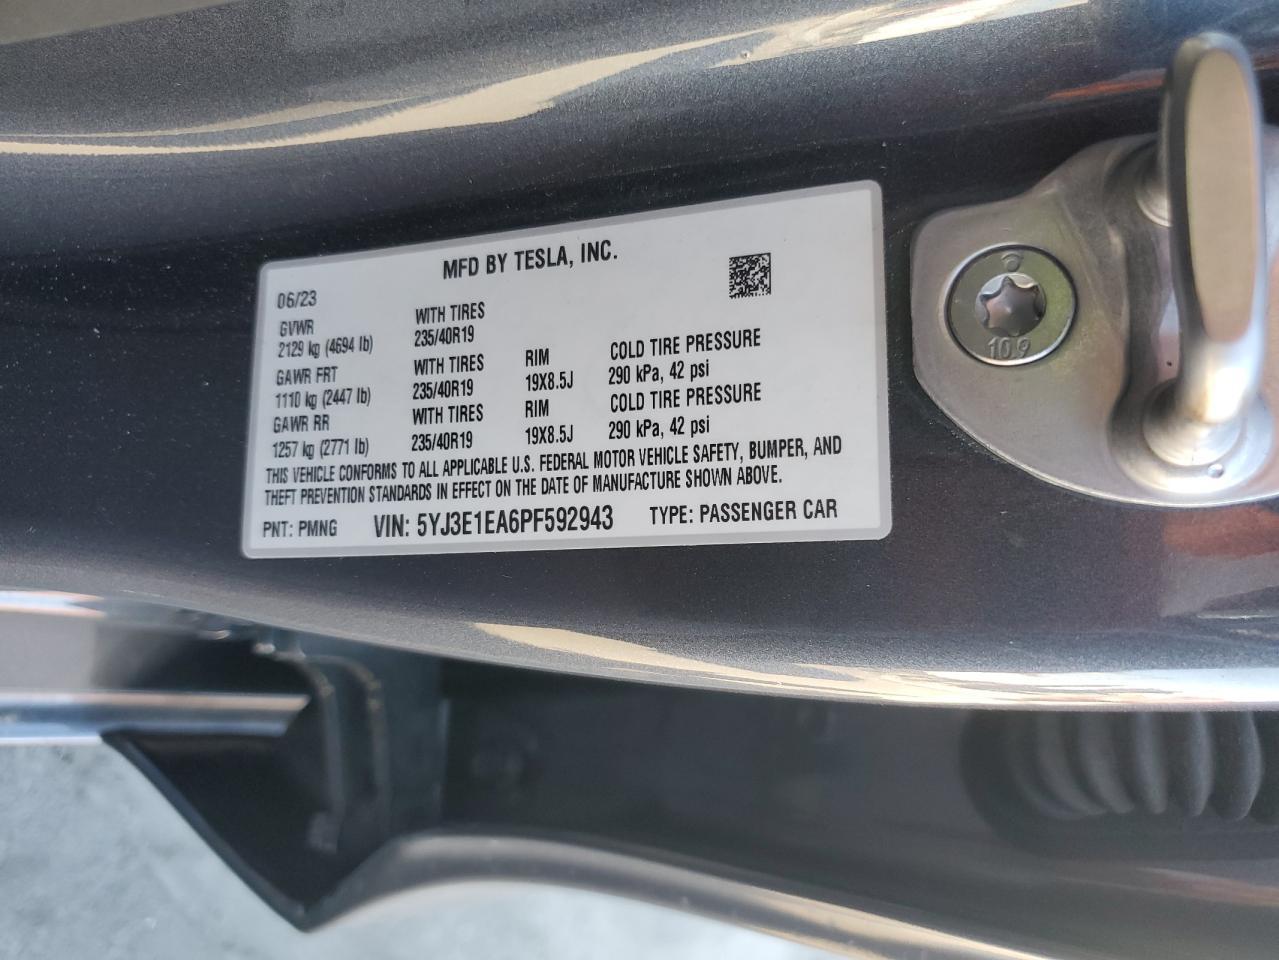 MFD BY TESLA, INC.
06/23
GVWR WITH TIRES
2129 kg (4694 lb) 235/40R19
GAWR FRT WITH TIRES RIM COLD TIRE PRESSURE
1110 kg (2447 lb) 235/40R19 19X8.5J 290 kPa, 42 psi
GAWR RR WITH TIRES RIM COLD TIRE PRESSURE
1257 kg (2771 lb) 235/40R19 19X8.5J 290 kPa, 42 psi
THIS VEHICLE CONFORMS TO ALL APPLICABLE U.S. FEDERAL MOTOR VEHICLE SAFETY, BUMPER, AND
THEFT PREVENTION STANDARDS IN EFFECT ON THE DATE OF MANUFACTURE SHOWN ABOVE.
PNT: PMNG VIN: 5YJ3E1EA6PF592943 TYPE: PASSENGER CAR
10.9